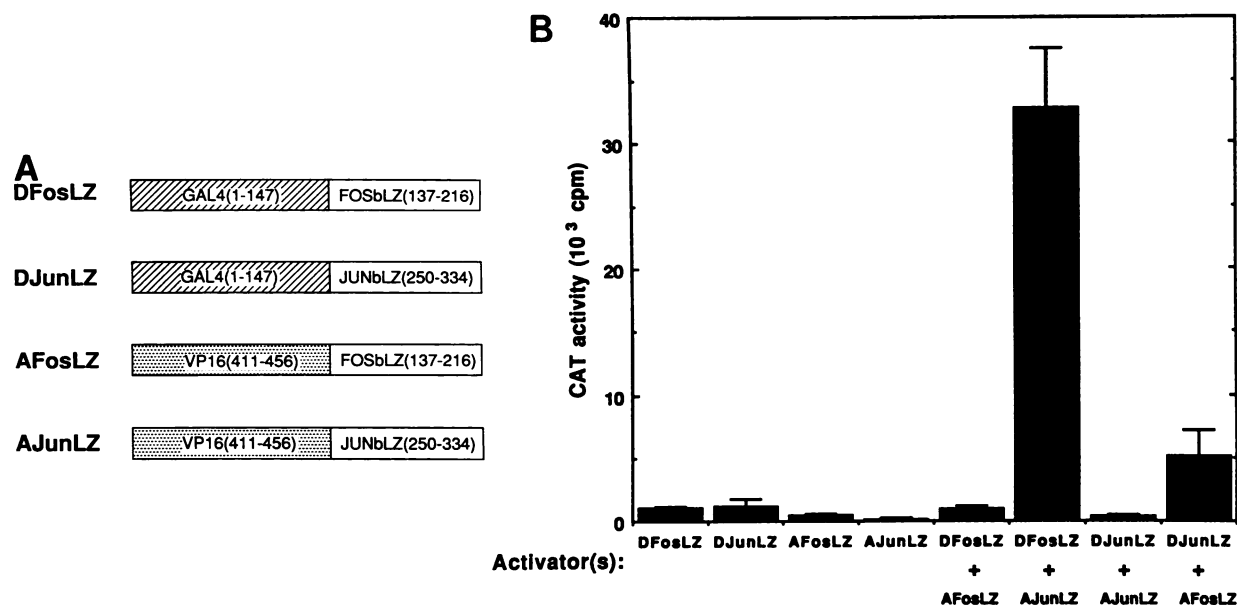 A
DFosLZ
GAL4(1-147)
FOSbLZ(137-216)
DJunLZ
GAL4(1-147)
JUNbLZ(250-334)
AFosLZ
VP16(411-456)
FOSbLZ(137-216)
AJunLZ
VP16(411-456)
JUNbLZ(250-334)
B
CAT activity (10³ cpm)
40
30
20
10
0
Activator(s):
DFosLZ
DJunLZ
AFosLZ
AJunLZ
DFosLZ
+
AFosLZ
DFosLZ
+
AJunLZ
DJunLZ
+
AJunLZ
DJunLZ
+
AFosLZ